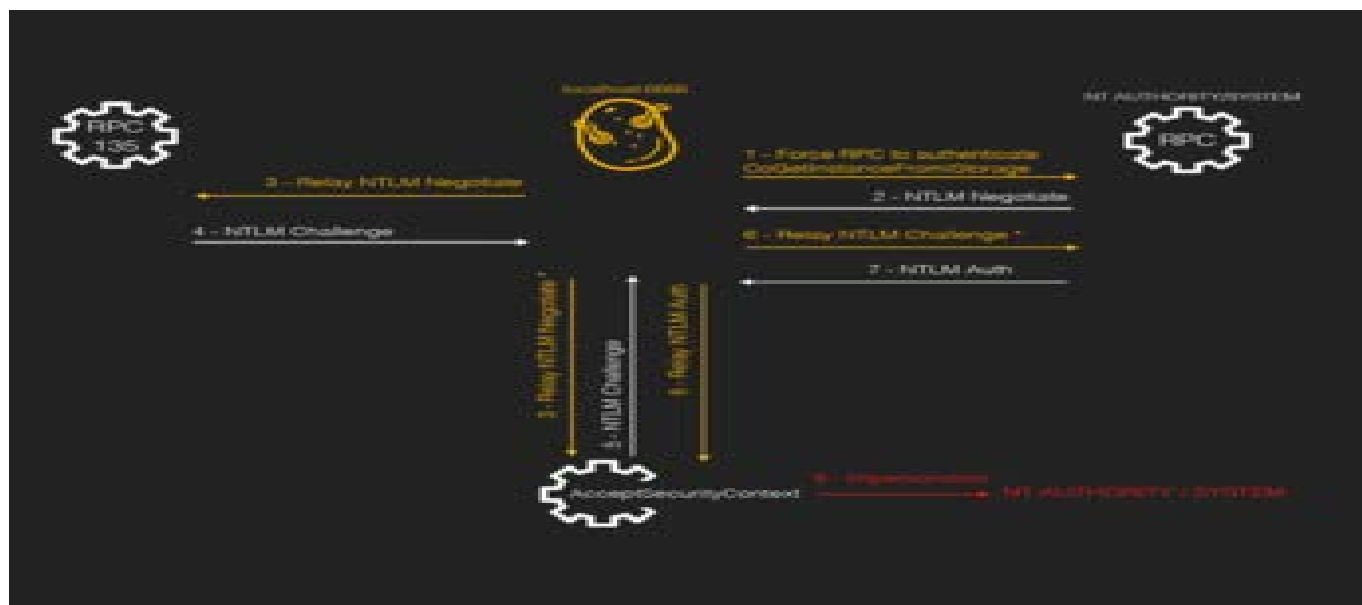 localhost:6666
NT AUTHORITY/SYSTEM
RPC
135
RPC
1 - Force RPC to authenticate
CoGetInstanceFromIStorage
3 - Relay NTLM Negotiate
2 - NTLM Negotiate
4 - NTLM Challenge
6 - Relay NTLM Challenge *
7 - NTLM Auth
3 - Relay NTLM Negotiate *
5 - NTLM Challenge
8 - Relay NTLM Auth
AcceptSecurityContext
9 - Impersonation
NT AUTHORITY / SYSTEM